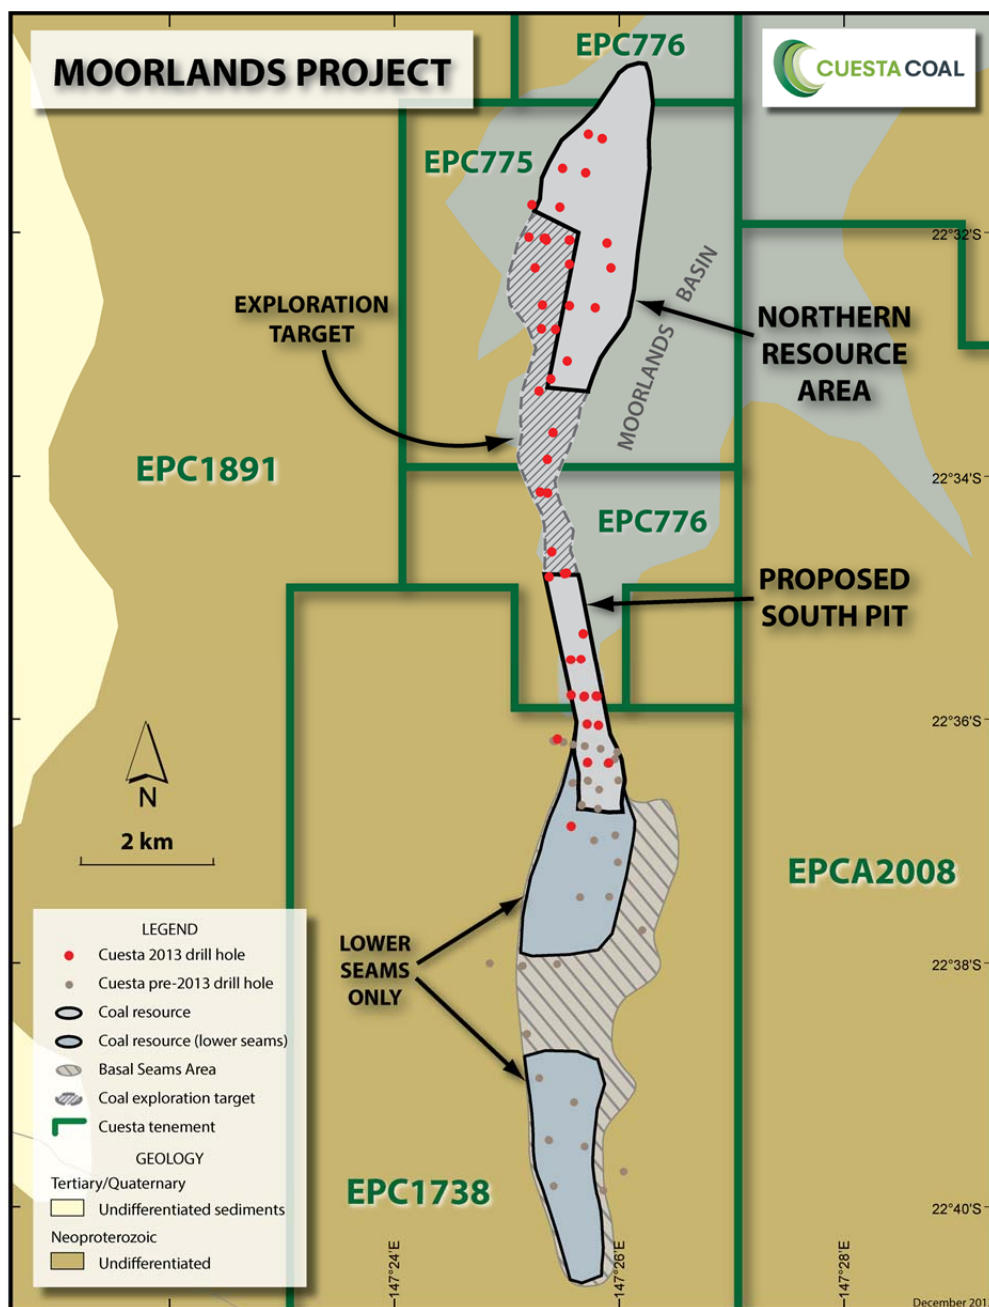 MOORLANDS PROJECT
EPC776
CUESTA COAL
EPC775
22°32'S
EXPLORATION
TARGET
MOORLANDS BASIN
NORTHERN
RESOURCE
AREA
EPC1891
22°34'S
EPC776
PROPOSED
SOUTH PIT
22°36'S
N
2 km
EPCA2008
LOWER
SEAMS
ONLY
22°38'S
LEGEND
Cuesta 2013 drill hole
Cuesta pre-2013 drill hole
Coal resource
Coal resource (lower seams)
Basal Seams Area
Coal exploration target
Cuesta tenement
GEOLOGY
Tertiary/Quaternary
Undifferentiated sediments
Neoproterozoic
Undifferentiated
EPC1738
22°40'S
147°24'E
147°26'E
147°28'E
December 201